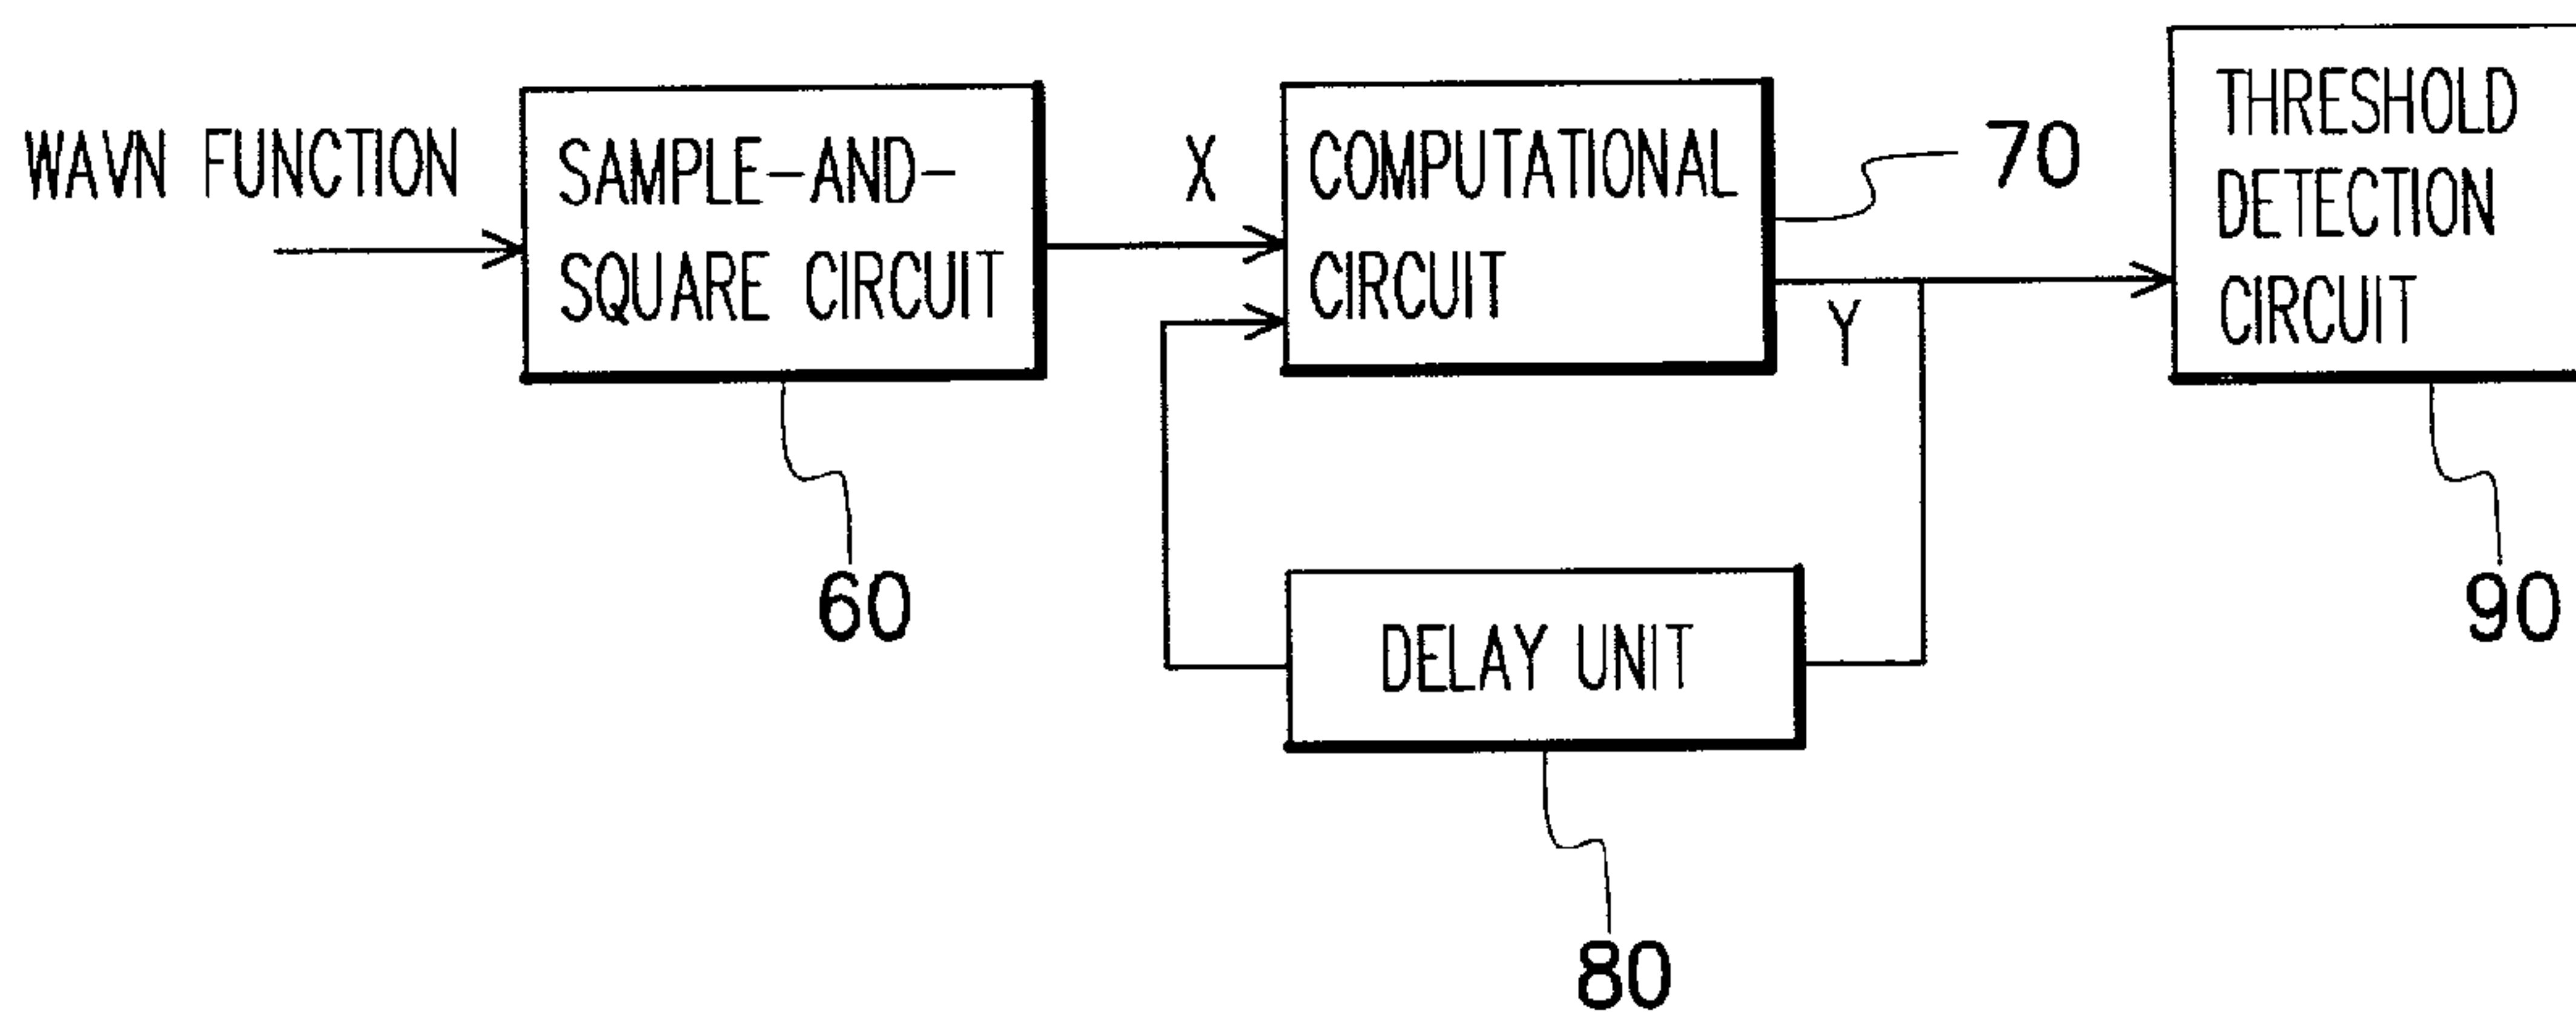 WAVN FUNCTION
SAMPLE-AND-
SQUARE CIRCUIT
60
X
COMPUTATIONAL
CIRCUIT
70
Y
DELAY UNIT
80
THRESHOLD
DETECTION
CIRCUIT
90